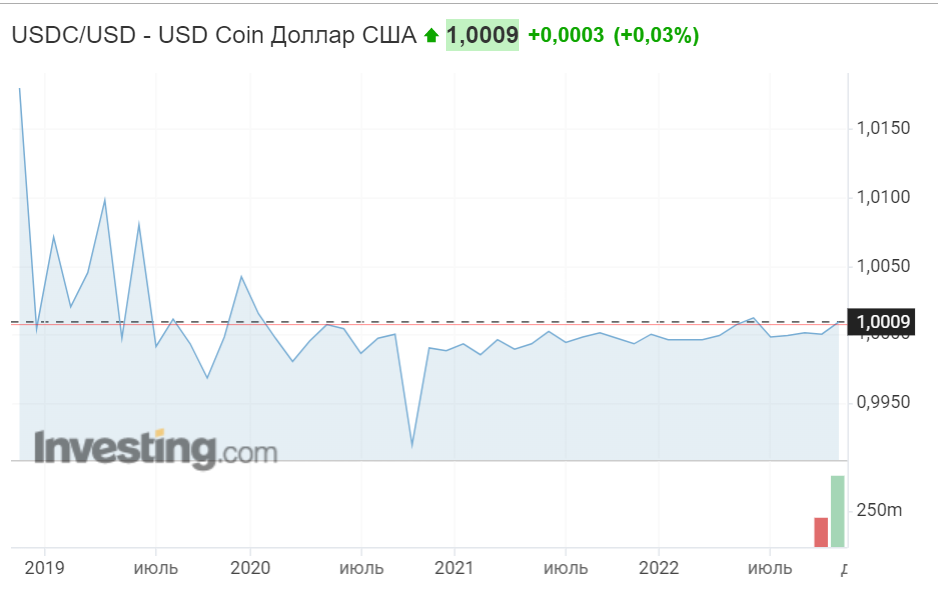 USDC/USD - USD Coin Доллар США 1,0009 +0,0003 (+0,03%)
1,0150
1,0100
1,0050
1,0009
0,9950
Investing.com
250m
2019 июль 2020 июль 2021 июль 2022 июль